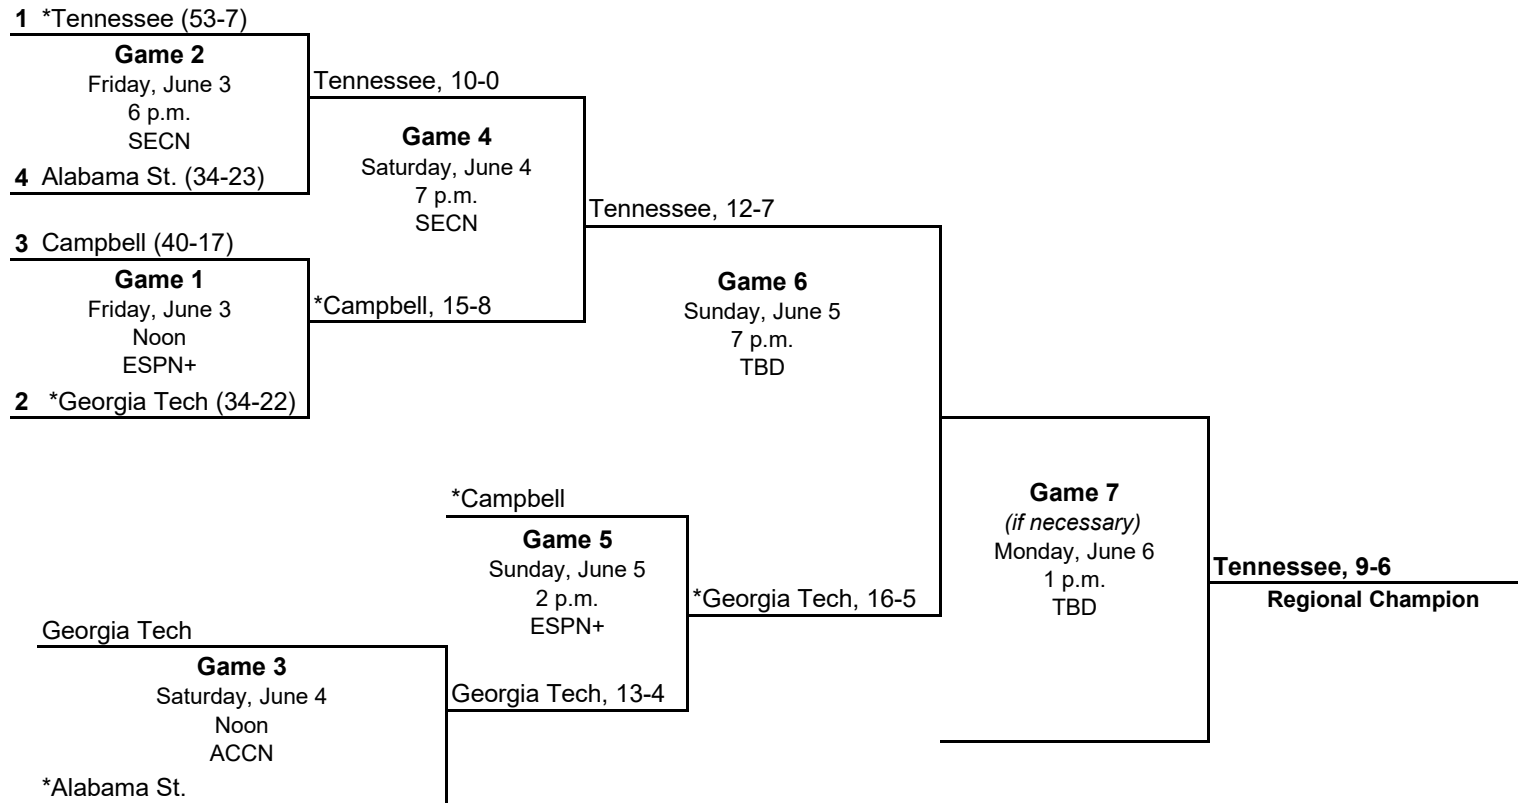 1 *Tennessee (53-7)
Game 2
Friday, June 3
6 p.m.
SECN
4 Alabama St. (34-23)
Tennessee, 10-0
Game 4
Saturday, June 4
7 p.m.
SECN
3 Campbell (40-17)
Game 1
Friday, June 3
Noon
ESPN+
2 *Georgia Tech (34-22)
*Campbell, 15-8
Tennessee, 12-7
Game 6
Sunday, June 5
7 p.m.
TBD
*Campbell
Game 5
Sunday, June 5
2 p.m.
ESPN+
*Georgia Tech, 16-5
Georgia Tech
Game 3
Saturday, June 4
Noon
ACCN
*Alabama St.
Georgia Tech, 13-4
Game 7
(if necessary)
Monday, June 6
1 p.m.
TBD
Tennessee, 9-6
Regional Champion